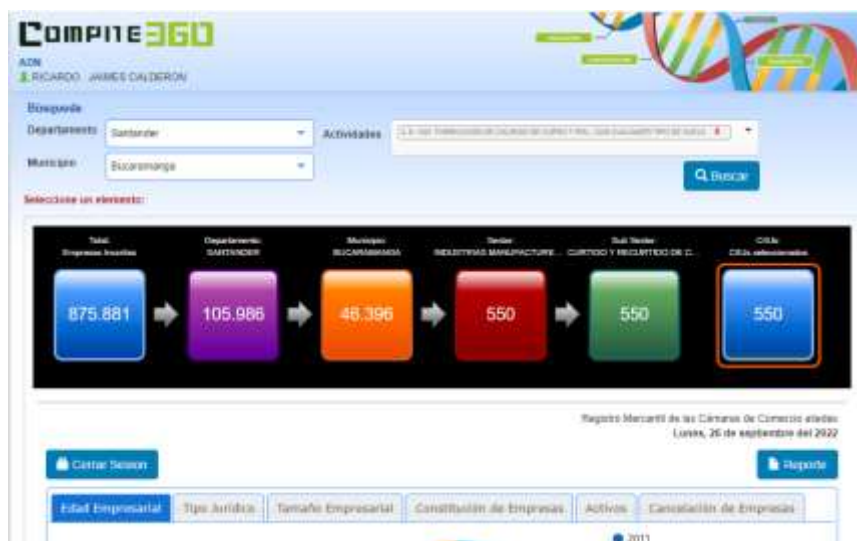 COMPITE360
ADN
RICARDO JAIMES CALDERON
Búsqueda
Departamento Santander Actividades
Municipio Bucaramanga
Buscar
Seleccione un elemento:
Total: Departamento: Municipio: Sector: Sub Sector: CIIUs:
Empresas Inscritas SANTANDER BUCARAMANGA INDUSTRIAS MANUFACTURE... CURTIDO Y RECURTIDO DE C... CIIUs seleccionados
875.881 105.986 46.396 550 550 550
Registro Mercantil de las Cámaras de Comercio aliadas
Lunes, 26 de septiembre del 2022
Cerrar Sesion Reporte
Edad Empresarial Tipo Jurídico Tamaño Empresarial Constitución de Empresas Activos Cancelación de Empresas
2011